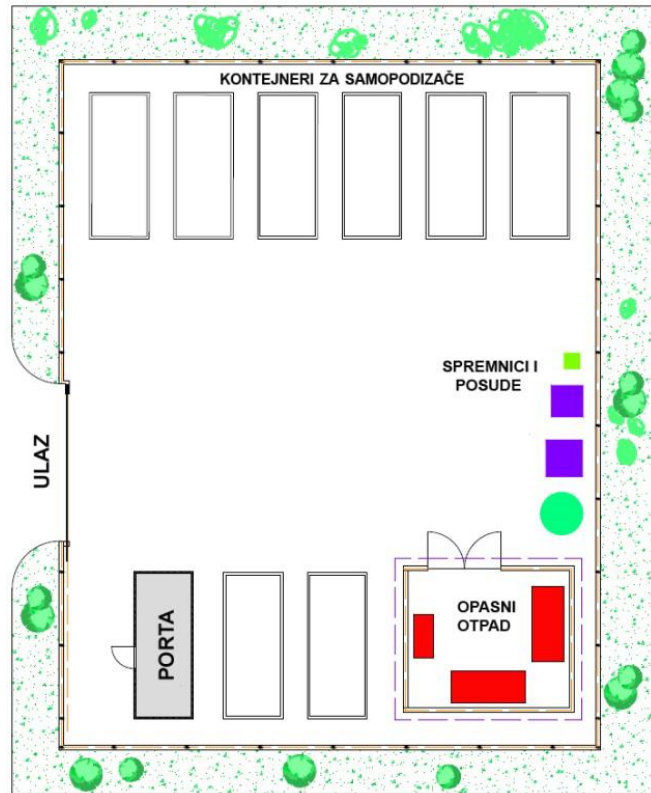 KONTEJNERI ZA SAMOPODIZAČE
SPREMNICI I
POSUDE
ULAZ
OPASNI
OTPAD
PORTA